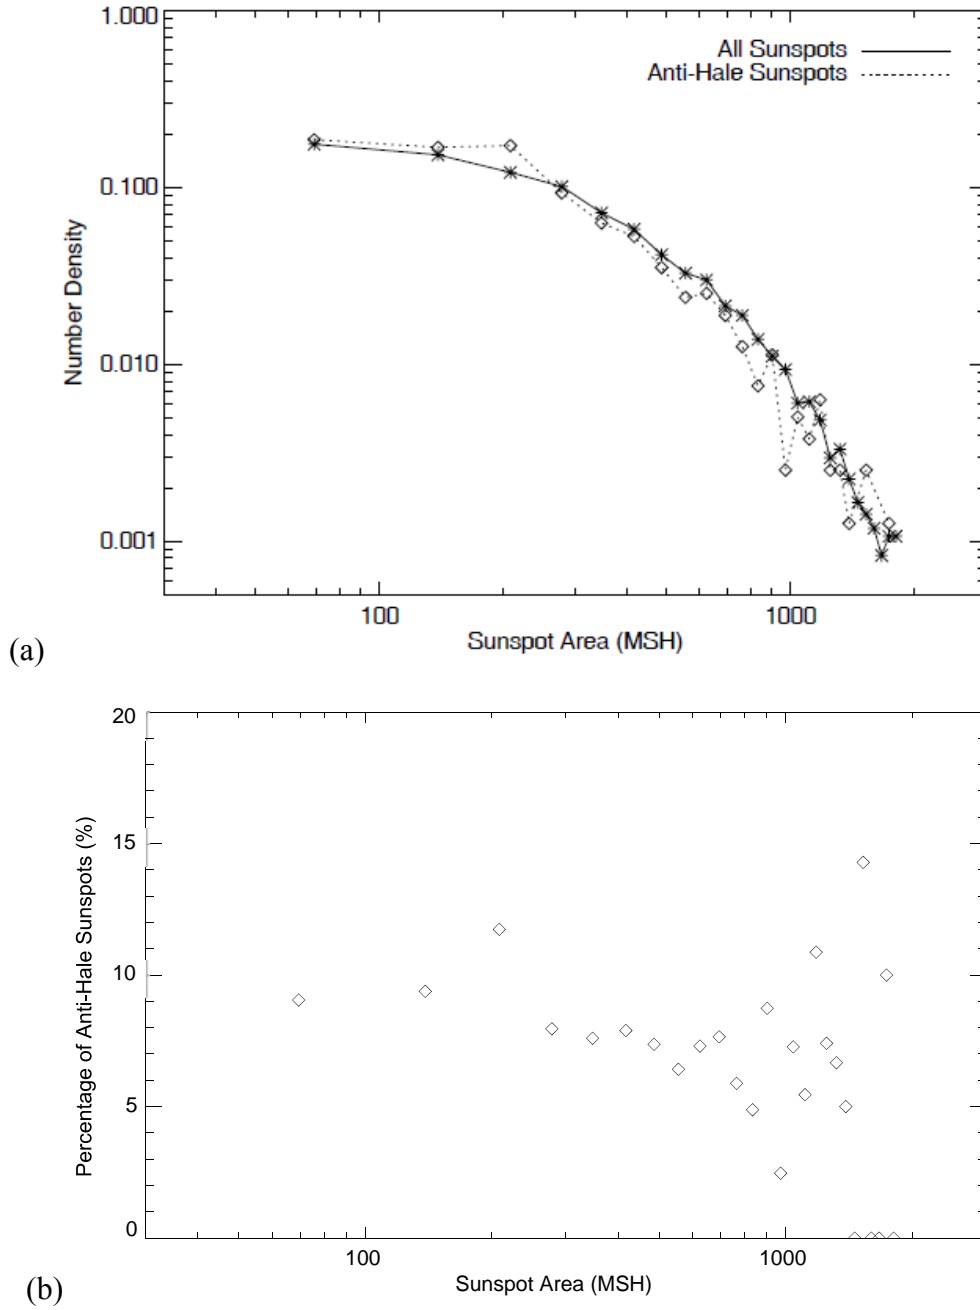 1.000
All Sunspots
Anti-Hale Sunspots
0.100
Number Density
0.010
0.001
100 1000
Sunspot Area (MSH)
(a)
20
15
Percentage of Anti-Hale Sunspots (%)
10
5
0
100 1000
Sunspot Area (MSH)
(b)